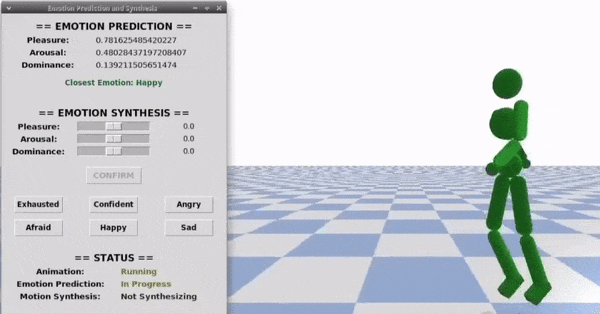 Emotion Prediction and Synthesis
== EMOTION PREDICTION ==
Pleasure: 0.781625485420227
Arousal: 0.48028437197208407
Dominance: 0.139211505651474
Closest Emotion: Happy
== EMOTION SYNTHESIS ==
Pleasure: 0.0
Arousal: 0.0
Dominance: 0.0
CONFIRM
Exhausted Confident Angry
Afraid Happy Sad
== STATUS ==
Animation: Running
Emotion Prediction: In Progress
Motion Synthesis: Not Synthesizing